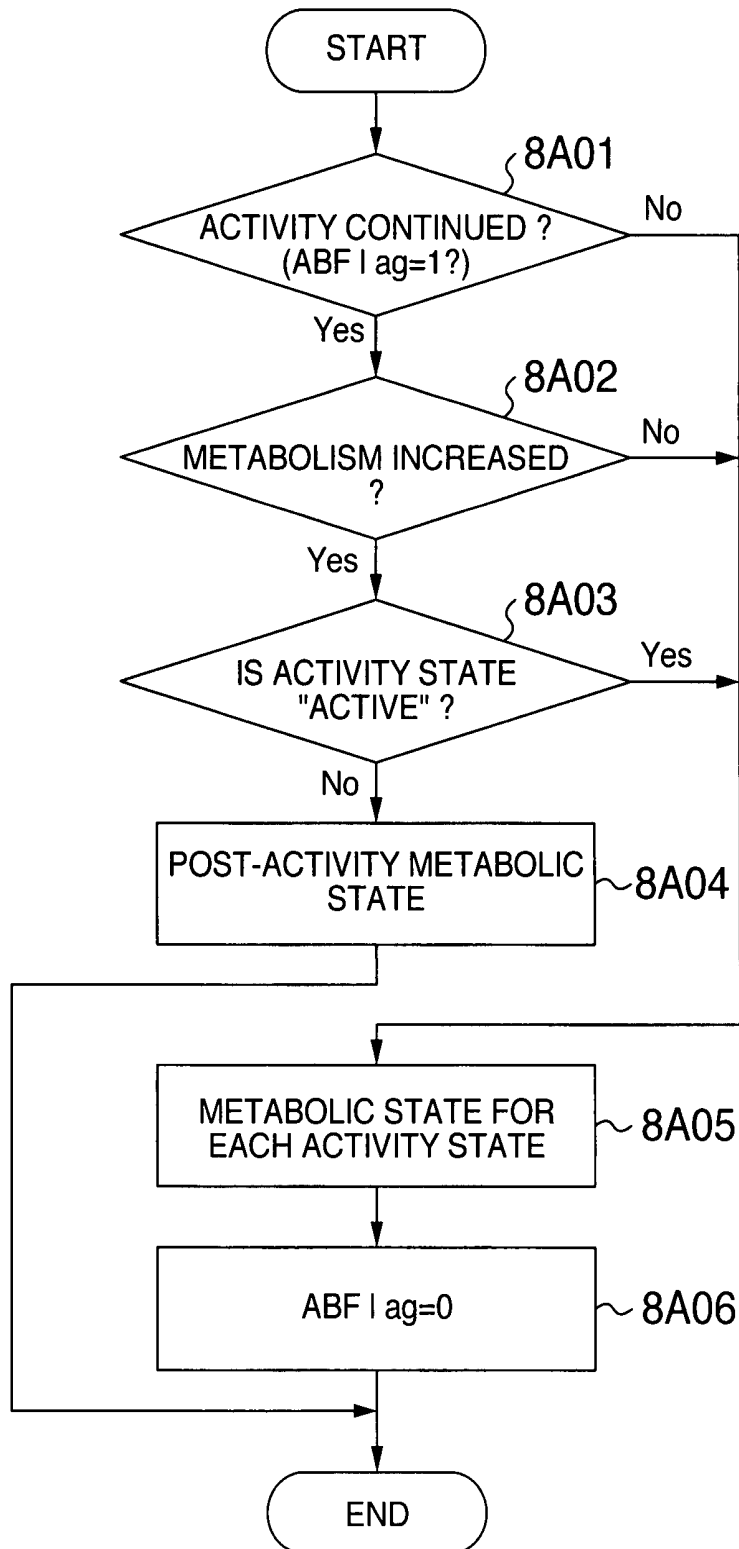 START
8A01
ACTIVITY CONTINUED ?
(ABF l ag=1?)
No
Yes
8A02
METABOLISM INCREASED
?
No
Yes
8A03
IS ACTIVITY STATE
"ACTIVE" ?
Yes
No
POST-ACTIVITY METABOLIC
STATE
8A04
METABOLIC STATE FOR
EACH ACTIVITY STATE
8A05
ABF l ag=0
8A06
END